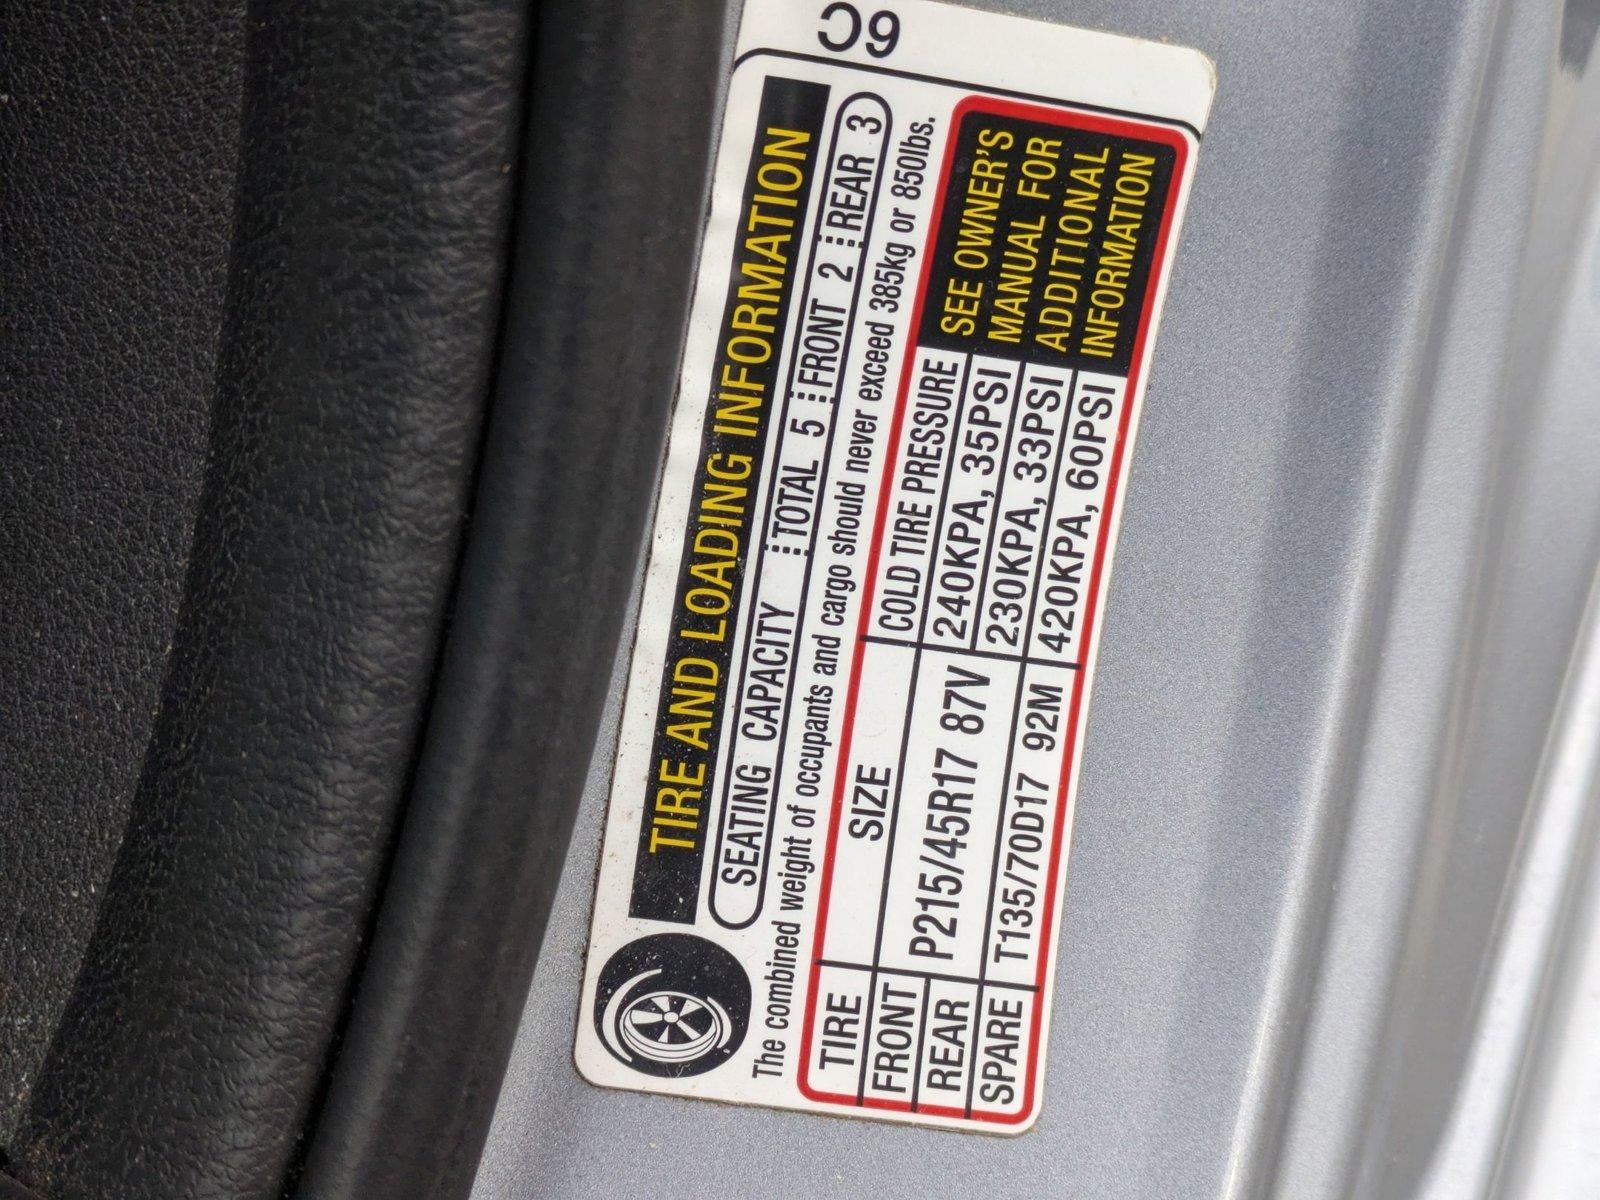 6C
TIRE AND LOADING INFORMATION
SEATING CAPACITY TOTAL 5 FRONT 2 REAR 3
The combined weight of occupants and cargo should never exceed 385kg or 850lbs.
TIRE SIZE COLD TIRE PRESSURE
FRONT P215/45R17 87V 240KPA, 35PSI
REAR 230KPA, 33PSI
SPARE T135/70D17 92M 420KPA, 60PSI
SEE OWNER'S
MANUAL FOR
ADDITIONAL
INFORMATION